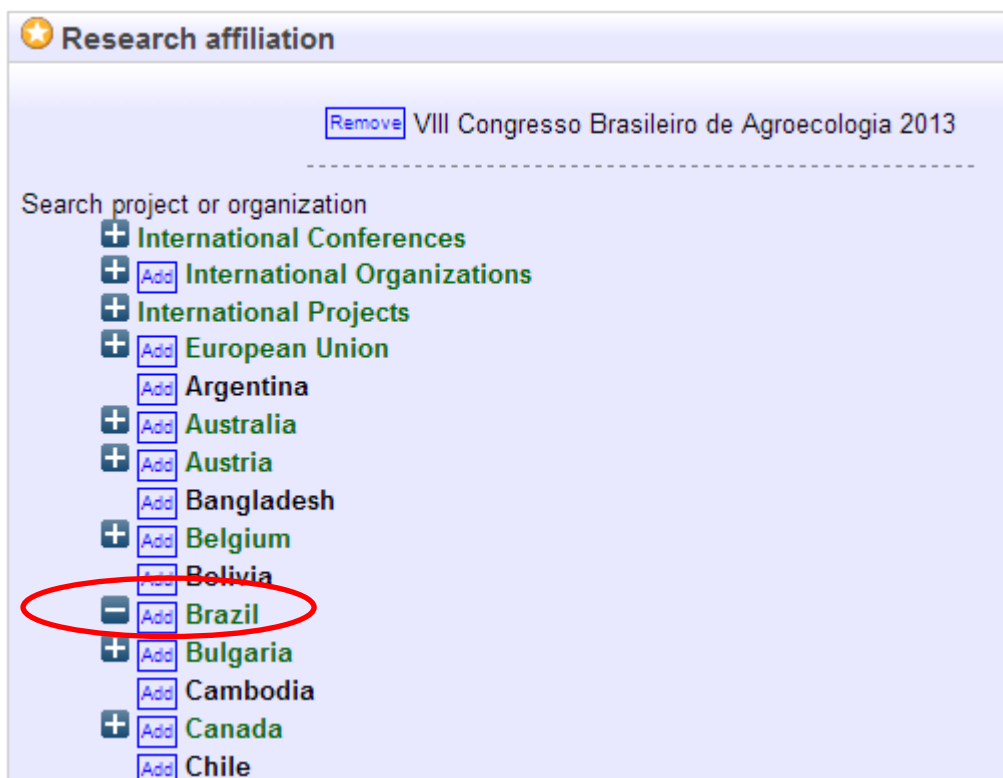 Research affiliation
Remove VIII Congresso Brasileiro de Agroecologia 2013
Search project or organization
International Conferences
Add International Organizations
International Projects
Add European Union
Add Argentina
Add Australia
Add Austria
Add Bangladesh
Add Belgium
Add Bolivia
Add Brazil
Add Bulgaria
Add Cambodia
Add Canada
Add Chile